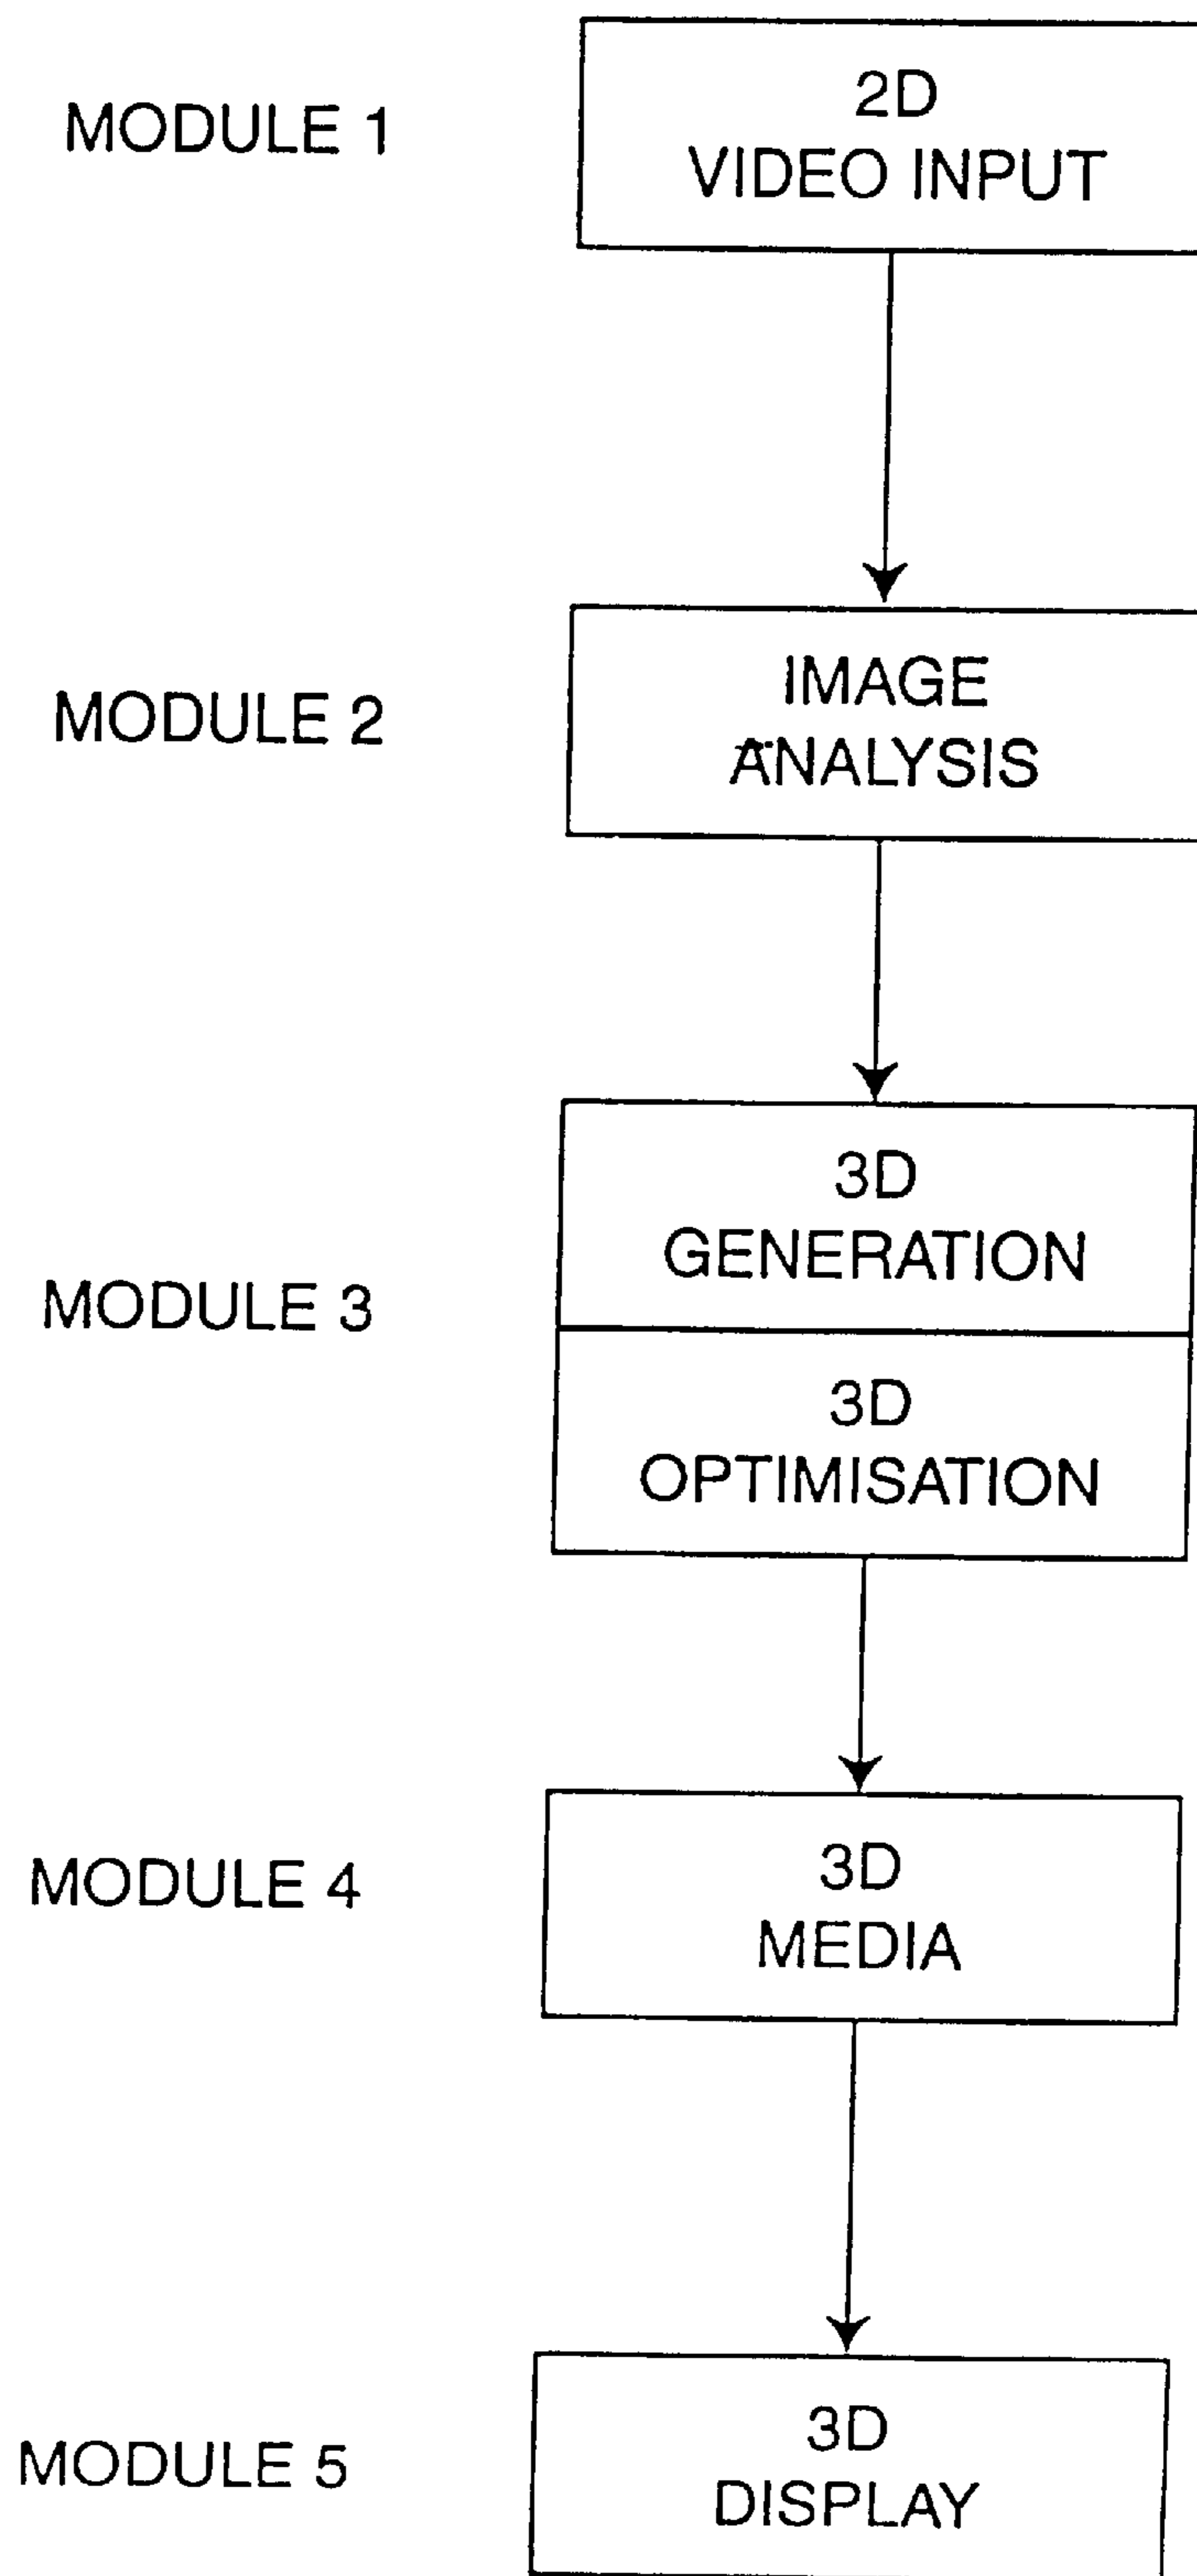 MODULE 1
2D
VIDEO INPUT
MODULE 2
IMAGE
ANALYSIS
MODULE 3
3D
GENERATION
3D
OPTIMISATION
MODULE 4
3D
MEDIA
MODULE 5
3D
DISPLAY